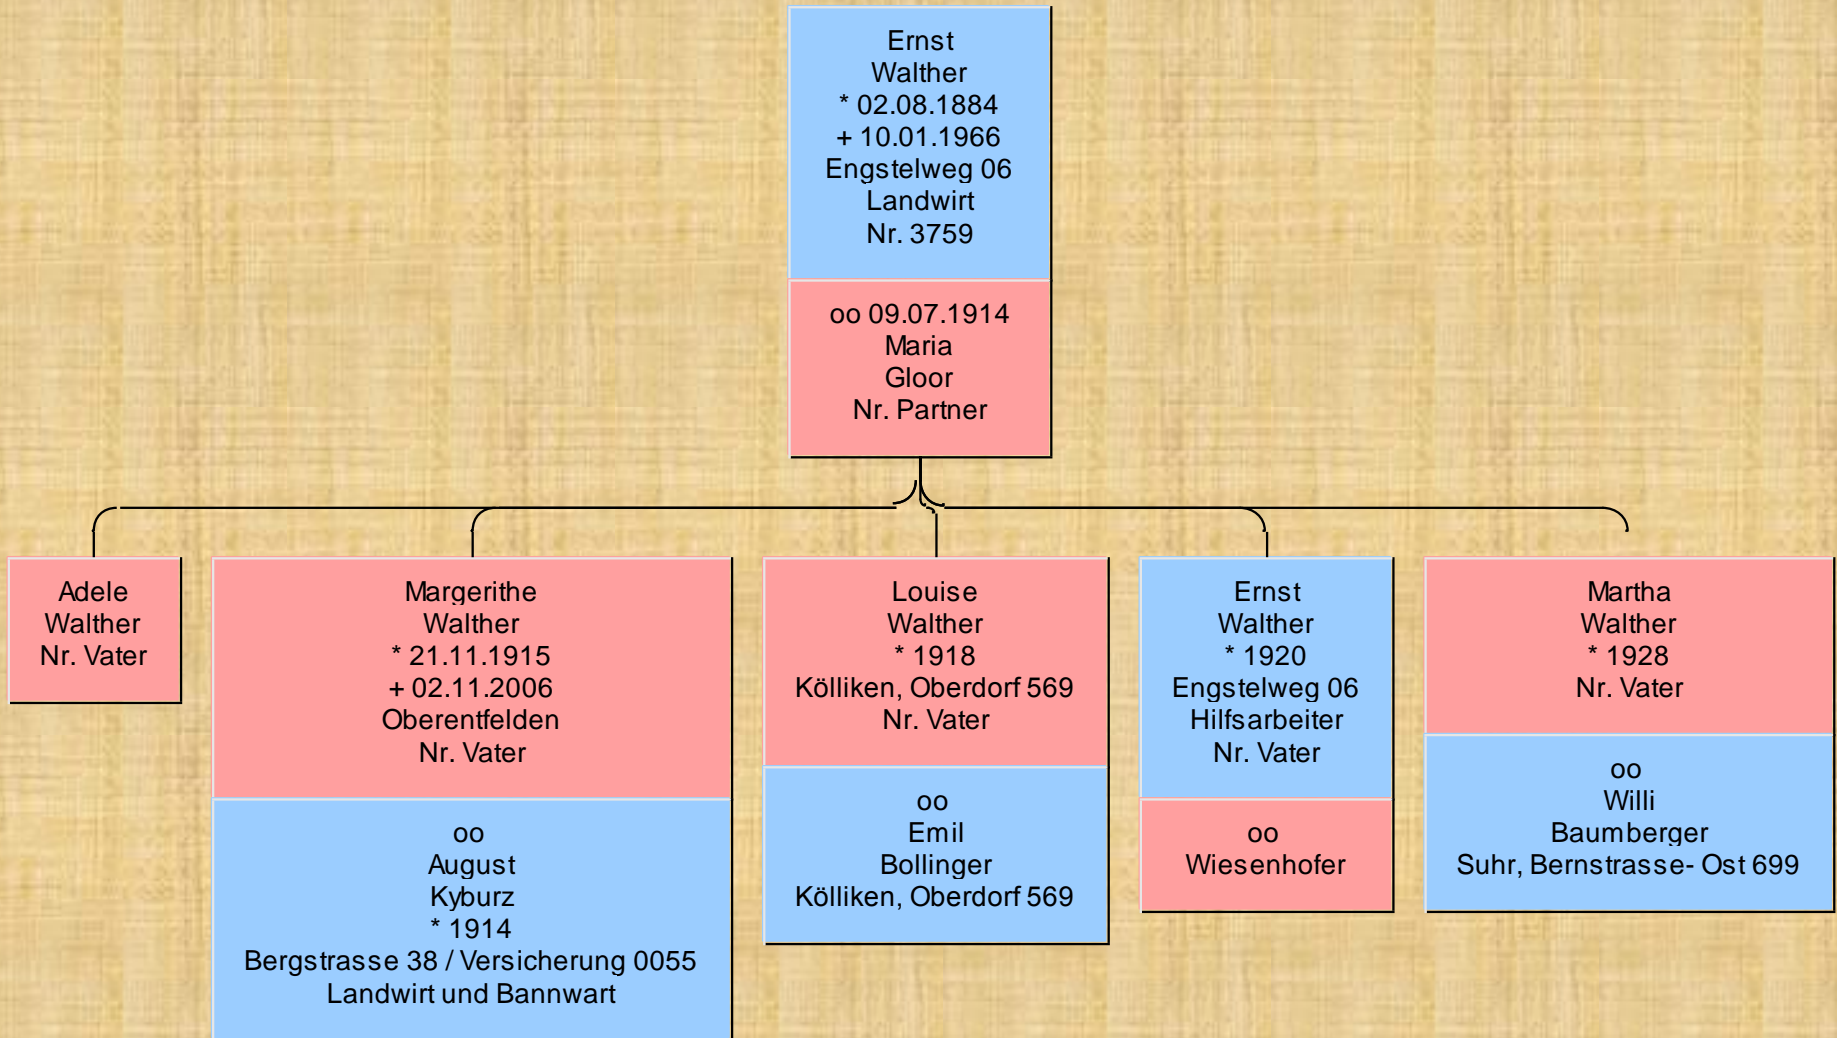 Ernst
Walther
* 02.08.1884
+ 10.01.1966
Engstelweg 06
Landwirt
Nr. 3759
oo 09.07.1914
Maria
Gloor
Nr. Partner
Adele
Walther
Nr. Vater
Margerithe
Walther
* 21.11.1915
+ 02.11.2006
Oberentfelden
Nr. Vater
oo
August
Kyburz
* 1914
Bergstrasse 38 / Versicherung 0055
Landwirt und Bannwart
Louise
Walther
* 1918
Kölliken, Oberdorf 569
Nr. Vater
oo
Emil
Bollinger
Kölliken, Oberdorf 569
Ernst
Walther
* 1920
Engstelweg 06
Hilfsarbeiter
Nr. Vater
oo
Wiesenhofer
Martha
Walther
* 1928
Nr. Vater
oo
Willi
Baumberger
Suhr, Bernstrasse- Ost 699